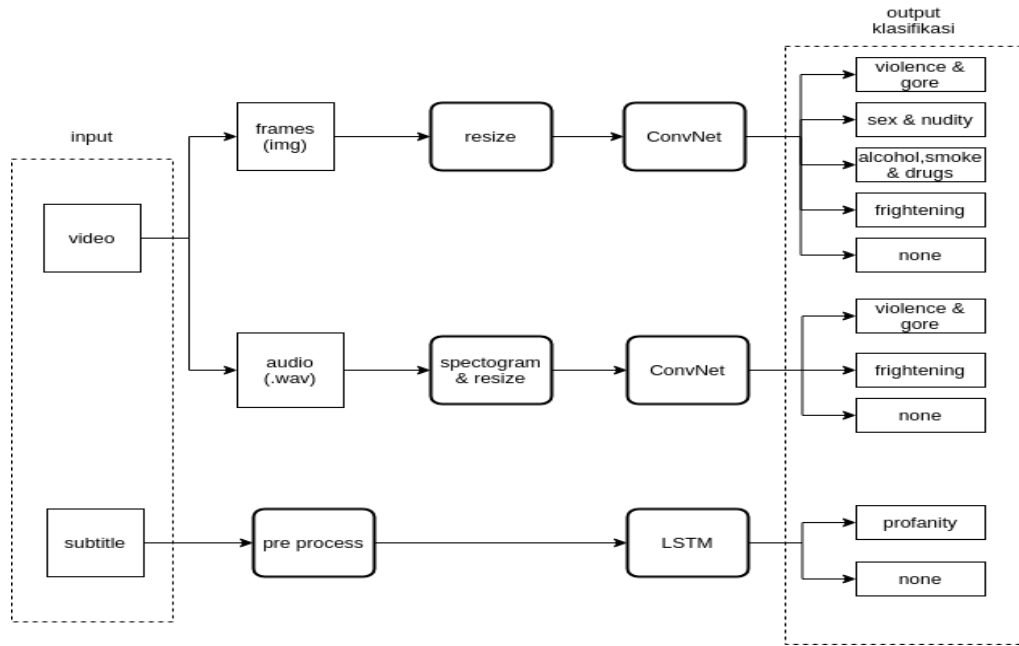 output
klasifikasi
input
video
subtitle
frames
(img)
resize
ConvNet
violence &
gore
sex & nudity
alcohol,smoke
& drugs
frightening
none
audio
(.wav)
spectogram
& resize
ConvNet
violence &
gore
frightening
none
pre process
LSTM
profanity
none